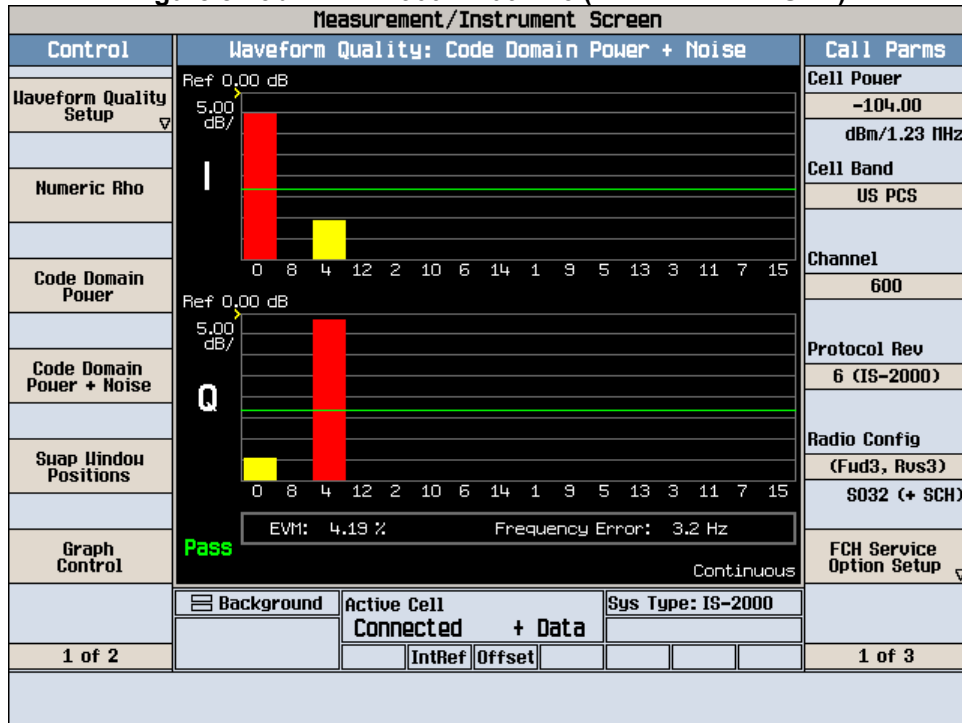 Measurement/Instrument Screen
Control
Waveform Quality Setup
Numeric Rho
Code Domain Power
Code Domain Power + Noise
Swap Window Positions
Graph Control
1 of 2
Waveform Quality: Code Domain Power + Noise
Ref 0.00 dB
5.00 dB/
I
0 8 4 12 2 10 6 14 1 9 5 13 3 11 7 15
Ref 0.00 dB
5.00 dB/
Q
0 8 4 12 2 10 6 14 1 9 5 13 3 11 7 15
EVM: 4.19 % Frequency Error: 3.2 Hz
Pass
Continuous
Background
Active Cell
Connected + Data
Sys Type: IS-2000
IntRef Offset
Call Parms
Cell Power
-104.00
dBm/1.23 MHz
Cell Band
US PCS
Channel
600
Protocol Rev
6 (IS-2000)
Radio Config
(Fwd3, Rvs3)
SO32 (+ SCH)
FCH Service Option Setup
1 of 3